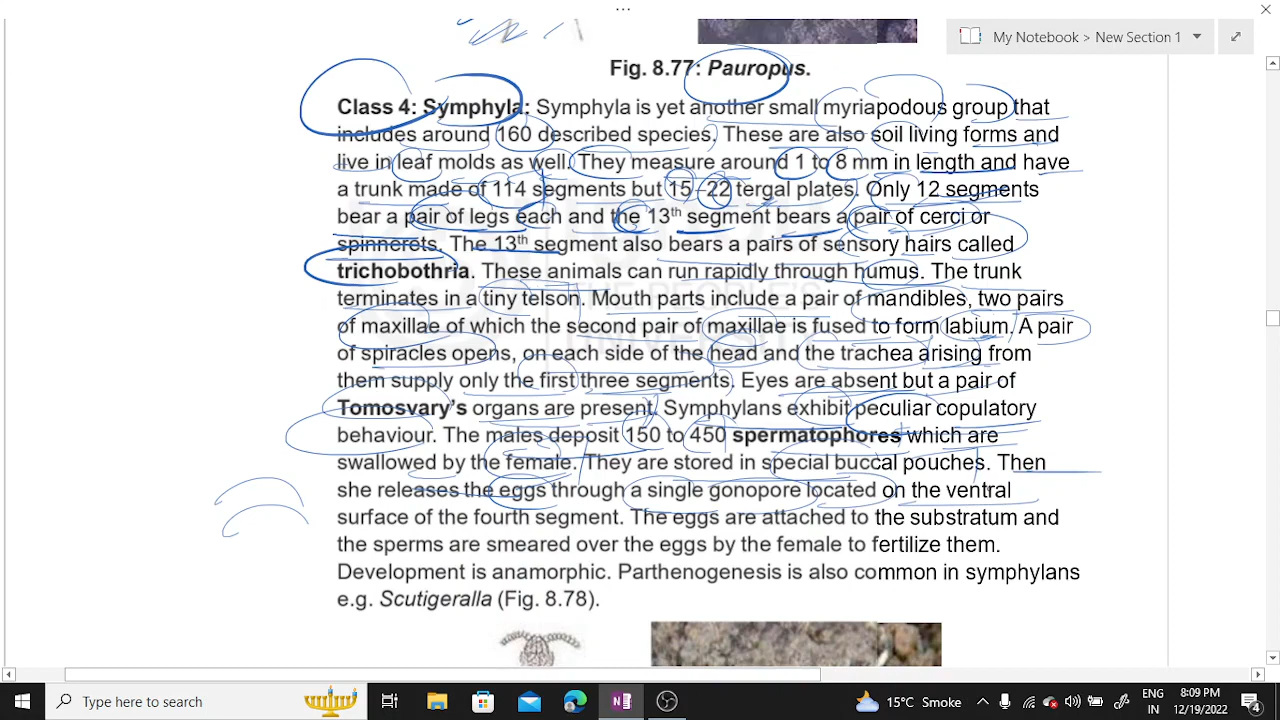 ...
My Notebook > New Section 1
Fig. 8.77: Pauropus.
Class 4: Symphyla: Symphyla is yet another small myriapodous group that
includes around 160 described species. These are also soil living forms and
live in leaf molds as well. They measure around 1 to 8 mm in length and have
a trunk made of 114 segments but 15 -22 tergal plates. Only 12 segments
bear a pair of legs each and the 13th segment bears a pair of cerci or
spinnerets. The 13th segment also bears a pairs of sensory hairs called
trichobothria. These animals can run rapidly through humus. The trunk
terminates in a tiny telson. Mouth parts include a pair of mandibles, two pairs
of maxillae of which the second pair of maxillae is fused to form labium. A pair
of spiracles opens, on each side of the head and the trachea arising from
them supply only the first three segments. Eyes are absent but a pair of
Tomosvary's organs are present. Symphylans exhibit peculiar copulatory
behaviour. The males deposit 150 to 450 spermatophores which are
swallowed by the female. They are stored in special buccal pouches. Then
she releases the eggs through a single gonopore located on the ventral
surface of the fourth segment. The eggs are attached to the substratum and
the sperms are smeared over the eggs by the female to fertilize them.
Development is anamorphic. Parthenogenesis is also common in symphylans
e.g. Scutigeralla (Fig. 8.78).
THE PEOPLE'S
UNIVERSITY
Type here to search
15°C Smoke
ENG
IN
8:09 PM
12/19/2022
4